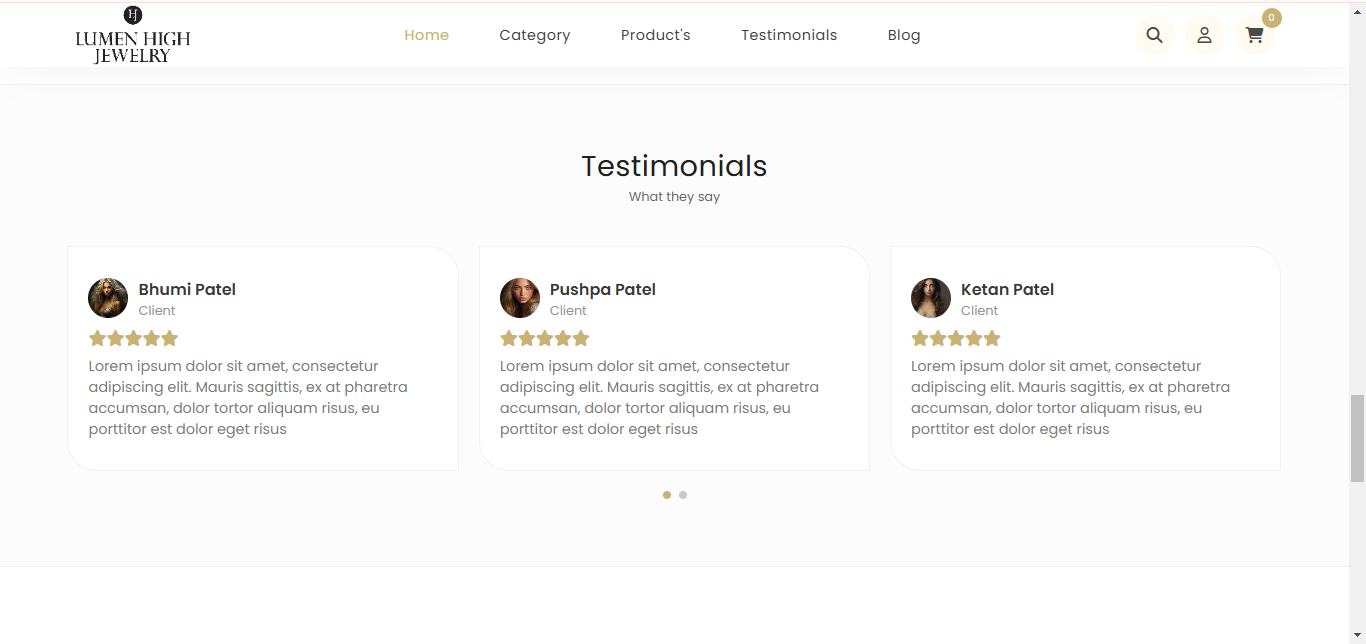 HJ
LUMEN HIGH
JEWELRY
Home Category Product's Testimonials Blog
0
Testimonials
What they say
Bhumi Patel
Client
Lorem ipsum dolor sit amet, consectetur
adipiscing elit. Mauris sagittis, ex at pharetra
accumsan, dolor tortor aliquam risus, eu
porttitor est dolor eget risus
Pushpa Patel
Client
Lorem ipsum dolor sit amet, consectetur
adipiscing elit. Mauris sagittis, ex at pharetra
accumsan, dolor tortor aliquam risus, eu
porttitor est dolor eget risus
Ketan Patel
Client
Lorem ipsum dolor sit amet, consectetur
adipiscing elit. Mauris sagittis, ex at pharetra
accumsan, dolor tortor aliquam risus, eu
porttitor est dolor eget risus